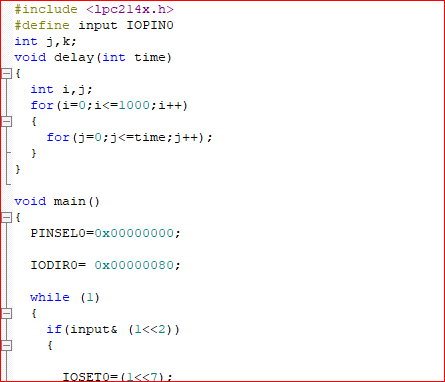 #include <lpc214x.h>
#define input IOPIN0
int j,k;
void delay(int time)
{
int i,j;
for(i=0;i<=1000;i++)
{
for(j=0;j<=time;j++);
}
}
void main()
{
PINSEL0=0x00000000;
IODIR0= 0x00000080;
while (1)
{
if(input& (1<<2))
{
IOSET0=(1<<7);